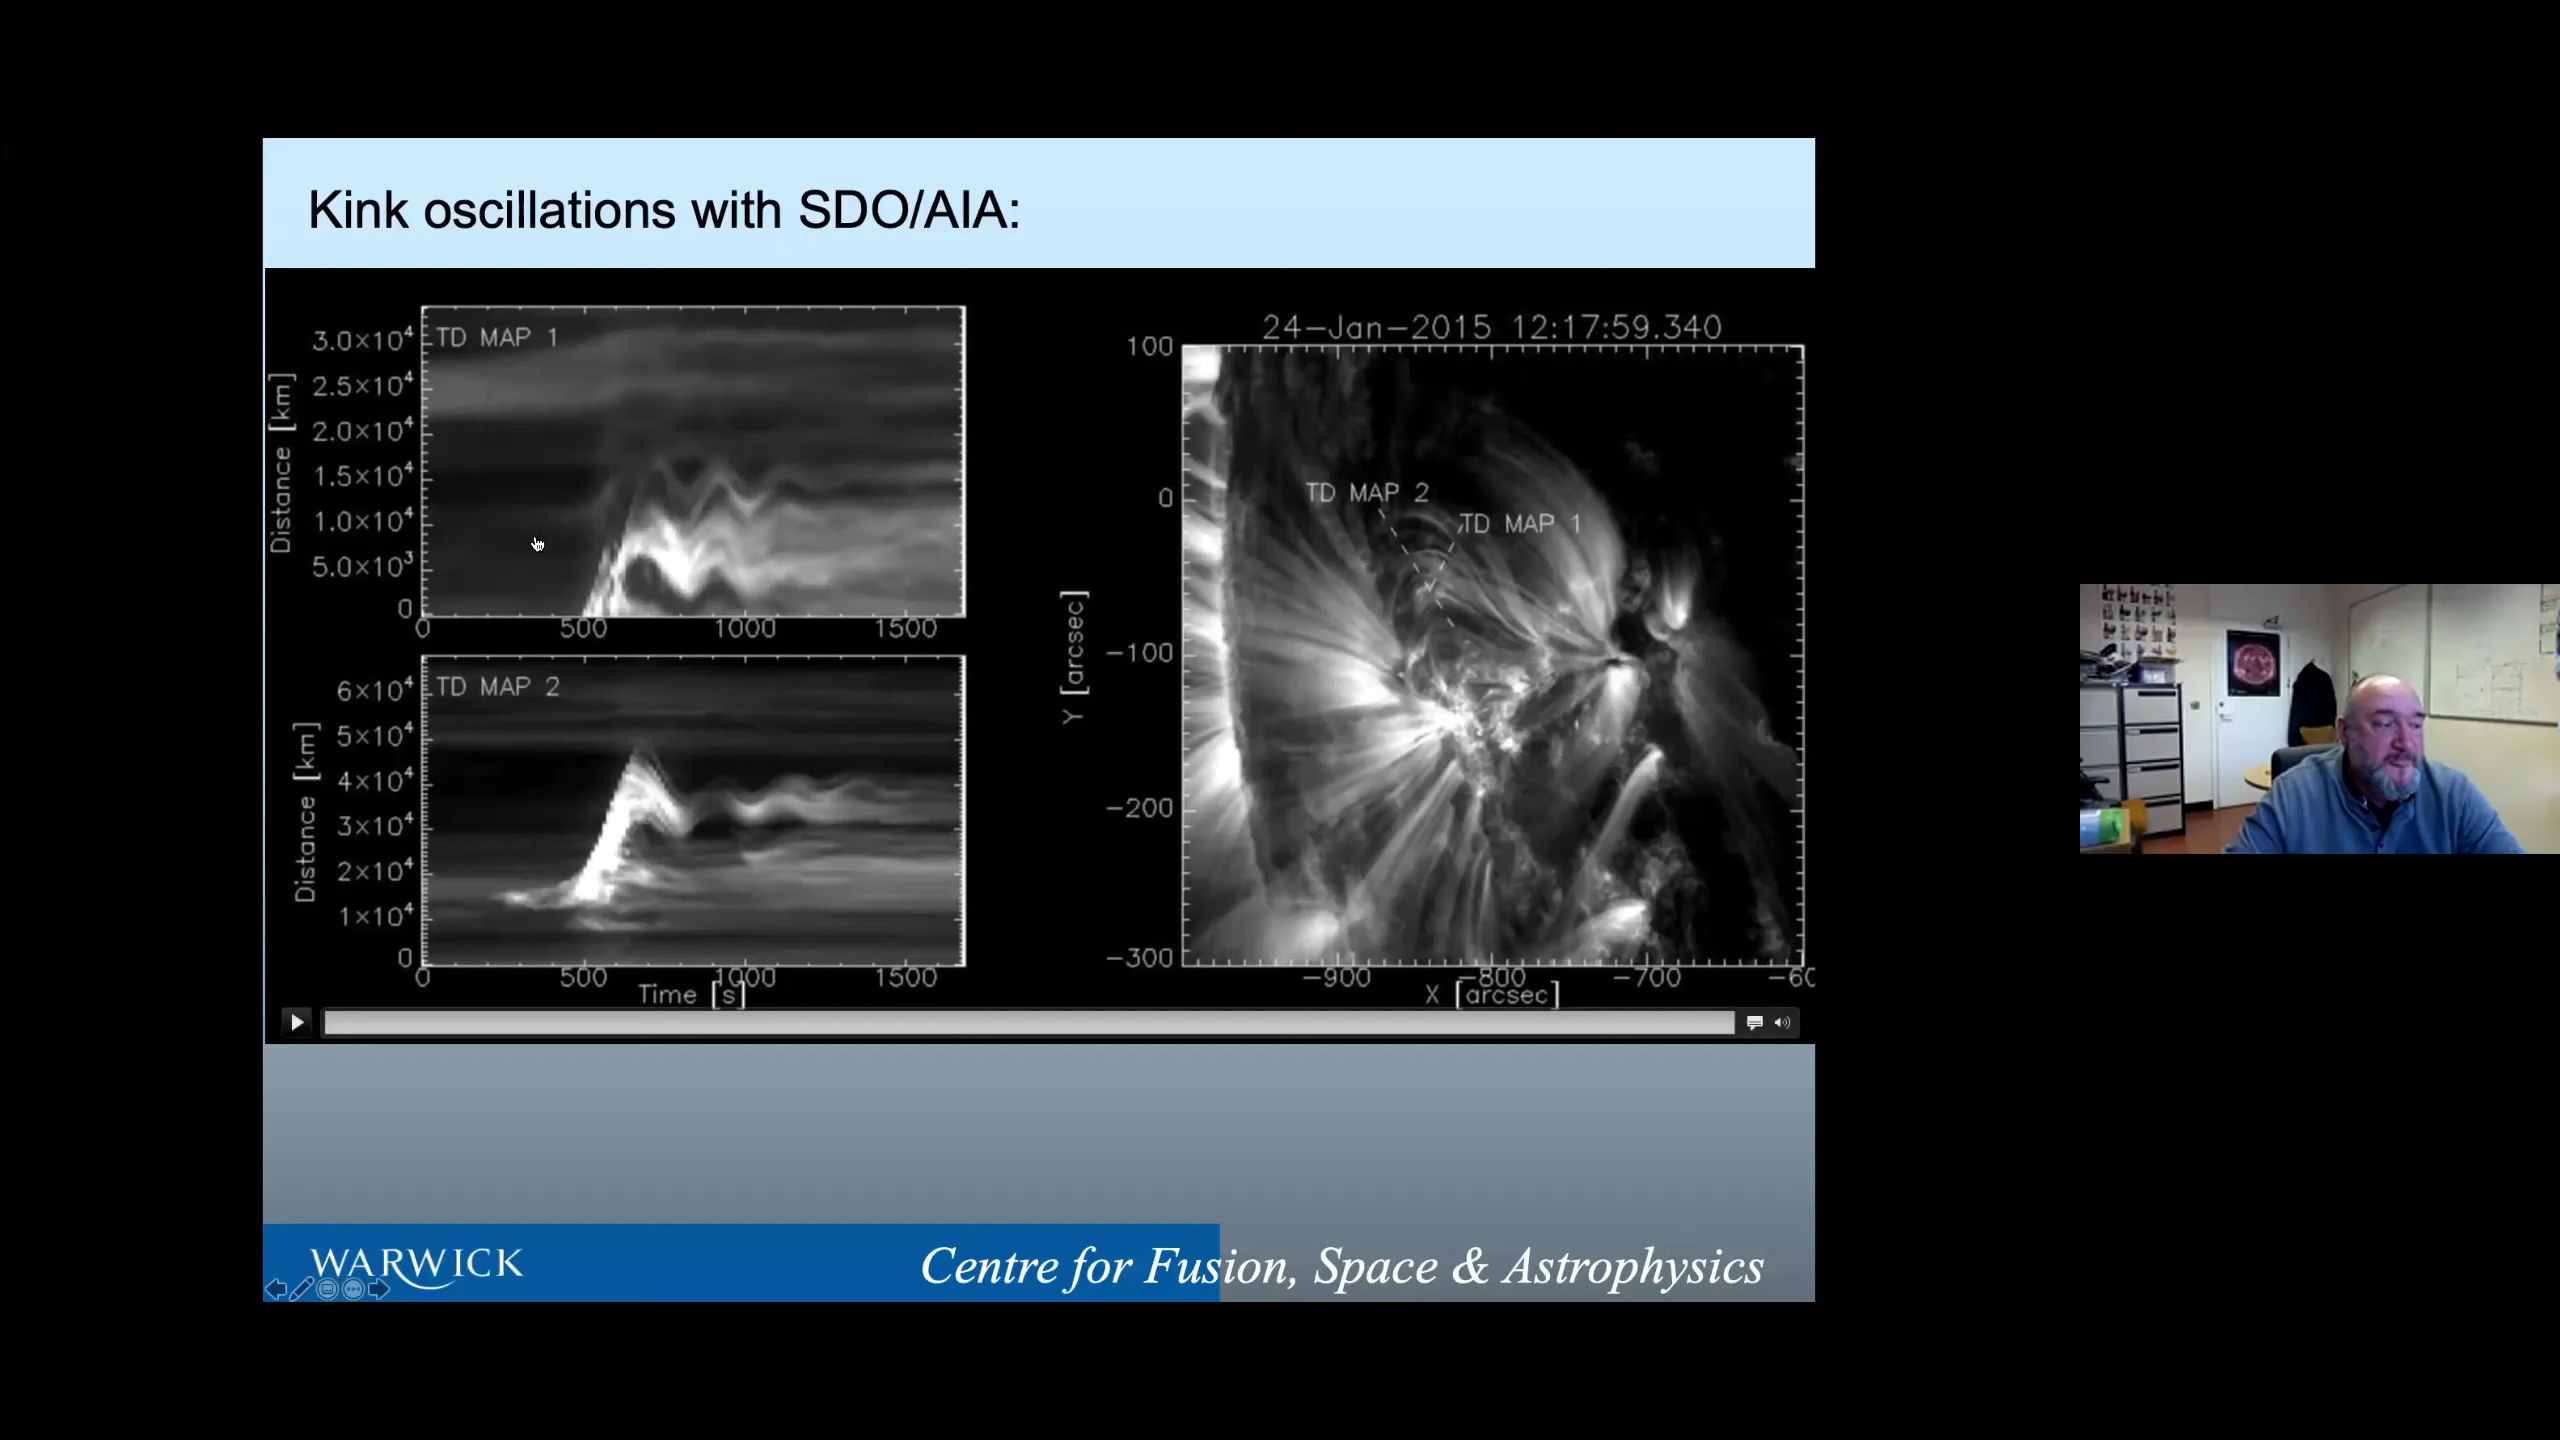 Kink oscillations with SDO/AIA:
TD MAP 1
3.0×10⁴
2.5×10⁴
2.0×10⁴
1.5×10⁴
1.0×10⁴
5.0×10³
0
Distance [km]
0 500 1000 1500
TD MAP 2
6×10⁴
5×10⁴
4×10⁴
3×10⁴
2×10⁴
1×10⁴
0
Distance [km]
0 500 1000 1500
Time [s]
24-Jan-2015 12:17:59.340
100
0
-100
-200
-300
Y [arcsec]
TD MAP 2
TD MAP 1
-900 -800 -700 -60
X [arcsec]
WARWICK
Centre for Fusion, Space & Astrophysics